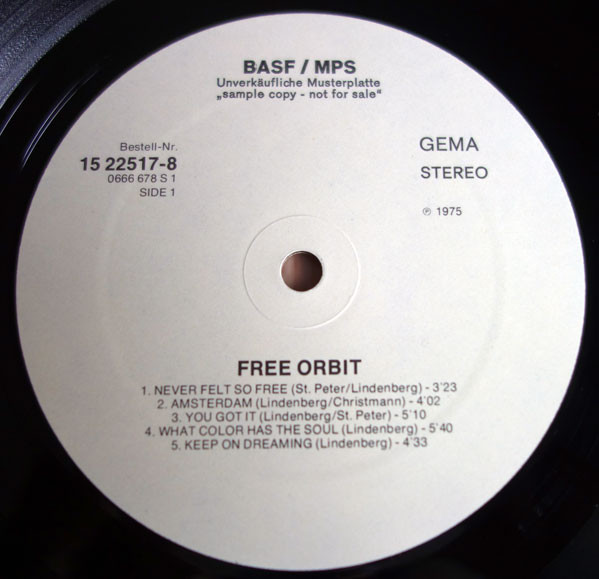 BASF / MPS
Unverkäufliche Musterplatte
„sample copy - not for sale“
Bestell-Nr.
15 22517-8
0666 678 S 1
SIDE 1
GEMA
STEREO
℗ 1975
FREE ORBIT
1. NEVER FELT SO FREE (St. Peter/Lindenberg) - 3'23
2. AMSTERDAM (Lindenberg/Christmann) - 4'02
3. YOU GOT IT (Lindenberg/St. Peter) - 5'10
4. WHAT COLOR HAS THE SOUL (Lindenberg) - 5'40
5. KEEP ON DREAMING (Lindenberg) - 4'33